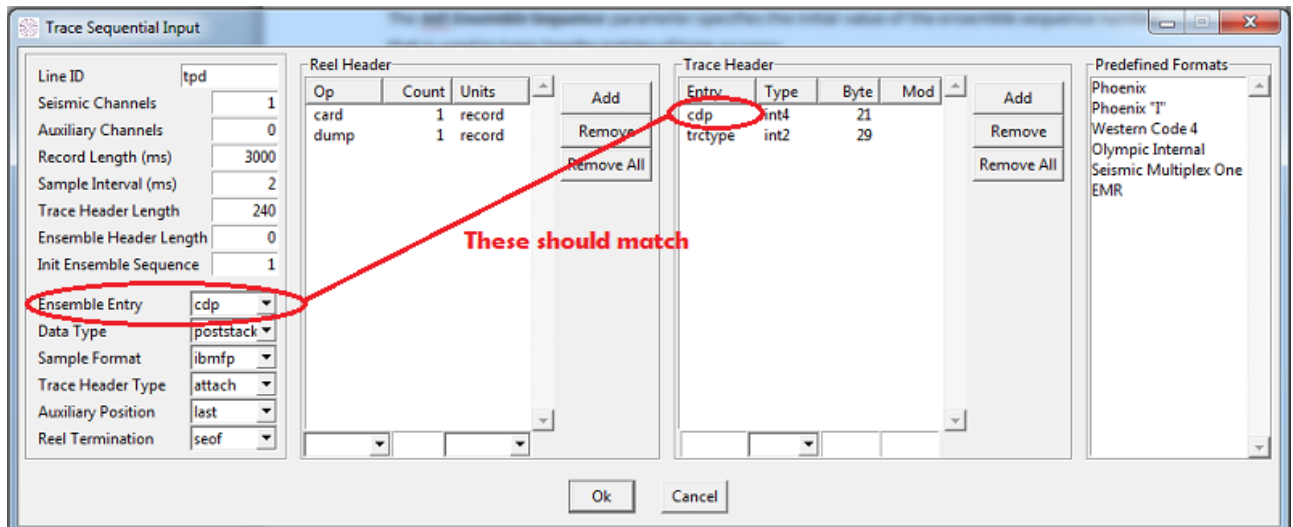 Trace Sequential Input
Line ID tpd
Seismic Channels 1
Auxiliary Channels 0
Record Length (ms) 3000
Sample Interval (ms) 2
Trace Header Length 240
Ensemble Header Length 0
Init Ensemble Sequence 1
Ensemble Entry cdp
Data Type poststack
Sample Format ibmfp
Trace Header Type attach
Auxiliary Position last
Reel Termination seof
Reel Header
Op Count Units
card 1 record
dump 1 record
Add
Remove
Remove All
These should match
Trace Header
Entry Type Byte Mod
cdp int4 21
trctype int2 29
Add
Remove
Remove All
Predefined Formats
Phoenix
Phoenix "I"
Western Code 4
Olympic Internal
Seismic Multiplex One
EMR
Ok
Cancel